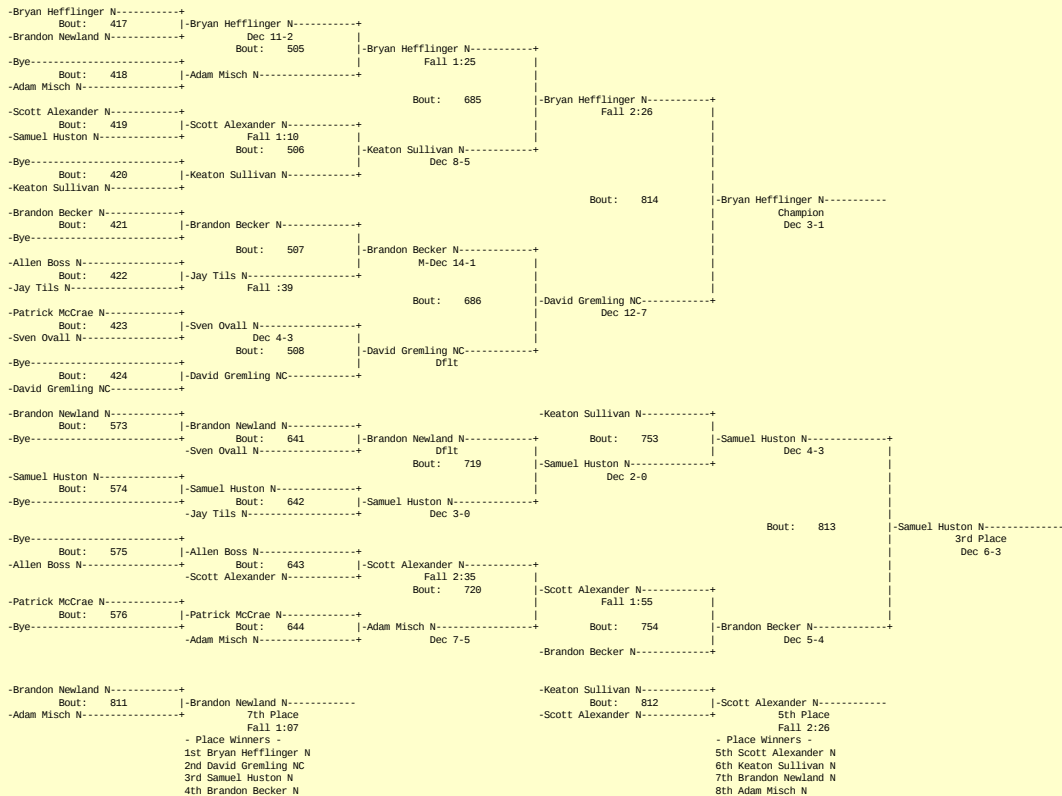 -Bryan Hefflinger N-----------+
Bout: 417 |-Bryan Hefflinger N-----------+
-Brandon Newland N------------+ Dec 11-2 |
Bout: 505 |-Bryan Hefflinger N-----------+
-Bye--------------------------+ | Fall 1:25 |
Bout: 418 |-Adam Misch N-----------------+ |
-Adam Misch N-----------------+ |
Bout: 685 |-Bryan Hefflinger N-----------+
-Scott Alexander N------------+ | Fall 2:26 |
Bout: 419 |-Scott Alexander N------------+ | |
-Samuel Huston N--------------+ Fall 1:10 | | |
Bout: 506 |-Keaton Sullivan N------------+ |
-Bye--------------------------+ | Dec 8-5 |
Bout: 420 |-Keaton Sullivan N------------+ |
-Keaton Sullivan N------------+ |
Bout: 814 |-Bryan Hefflinger N-----------
-Brandon Becker N-------------+ | Champion
Bout: 421 |-Brandon Becker N-------------+ | Dec 3-1
-Bye--------------------------+ | |
Bout: 507 |-Brandon Becker N-------------+ |
-Allen Boss N-----------------+ | M-Dec 14-1 | |
Bout: 422 |-Jay Tils N-------------------+ | |
-Jay Tils N-------------------+ Fall :39 | |
Bout: 686 |-David Gremling NC------------+
-Patrick McCrae N-------------+ | Dec 12-7
Bout: 423 |-Sven Ovall N-----------------+ |
-Sven Ovall N-----------------+ Dec 4-3 | |
Bout: 508 |-David Gremling NC------------+
-Bye--------------------------+ | Dflt
Bout: 424 |-David Gremling NC------------+
-David Gremling NC------------+
-Brandon Newland N------------+ -Keaton Sullivan N------------+
Bout: 573 |-Brandon Newland N------------+ |
-Bye--------------------------+ Bout: 641 |-Brandon Newland N------------+ Bout: 753 |-Samuel Huston N--------------+
-Sven Ovall N-----------------+ Dflt | | Dec 4-3 |
Bout: 719 |-Samuel Huston N--------------+ |
-Samuel Huston N--------------+ | Dec 2-0 |
Bout: 574 |-Samuel Huston N--------------+ | |
-Bye--------------------------+ Bout: 642 |-Samuel Huston N--------------+ |
-Jay Tils N-------------------+ Dec 3-0 |
Bout: 813 |-Samuel Huston N--------------
-Bye--------------------------+ | 3rd Place
Bout: 575 |-Allen Boss N-----------------+ | Dec 6-3
-Allen Boss N-----------------+ Bout: 643 |-Scott Alexander N------------+ |
-Scott Alexander N------------+ Fall 2:35 | |
Bout: 720 |-Scott Alexander N------------+ |
-Patrick McCrae N-------------+ | Fall 1:55 | |
Bout: 576 |-Patrick McCrae N-------------+ | | |
-Bye--------------------------+ Bout: 644 |-Adam Misch N-----------------+ Bout: 754 |-Brandon Becker N-------------+
-Adam Misch N-----------------+ Dec 7-5 | Dec 5-4
-Brandon Becker N-------------+
-Brandon Newland N------------+ -Keaton Sullivan N------------+
Bout: 811 |-Brandon Newland N------------ Bout: 812 |-Scott Alexander N------------
-Adam Misch N-----------------+ 7th Place -Scott Alexander N------------+ 5th Place
Fall 1:07 Fall 2:26
- Place Winners - - Place Winners -
1st Bryan Hefflinger N 5th Scott Alexander N
2nd David Gremling NC 6th Keaton Sullivan N
3rd Samuel Huston N 7th Brandon Newland N
4th Brandon Becker N 8th Adam Misch N